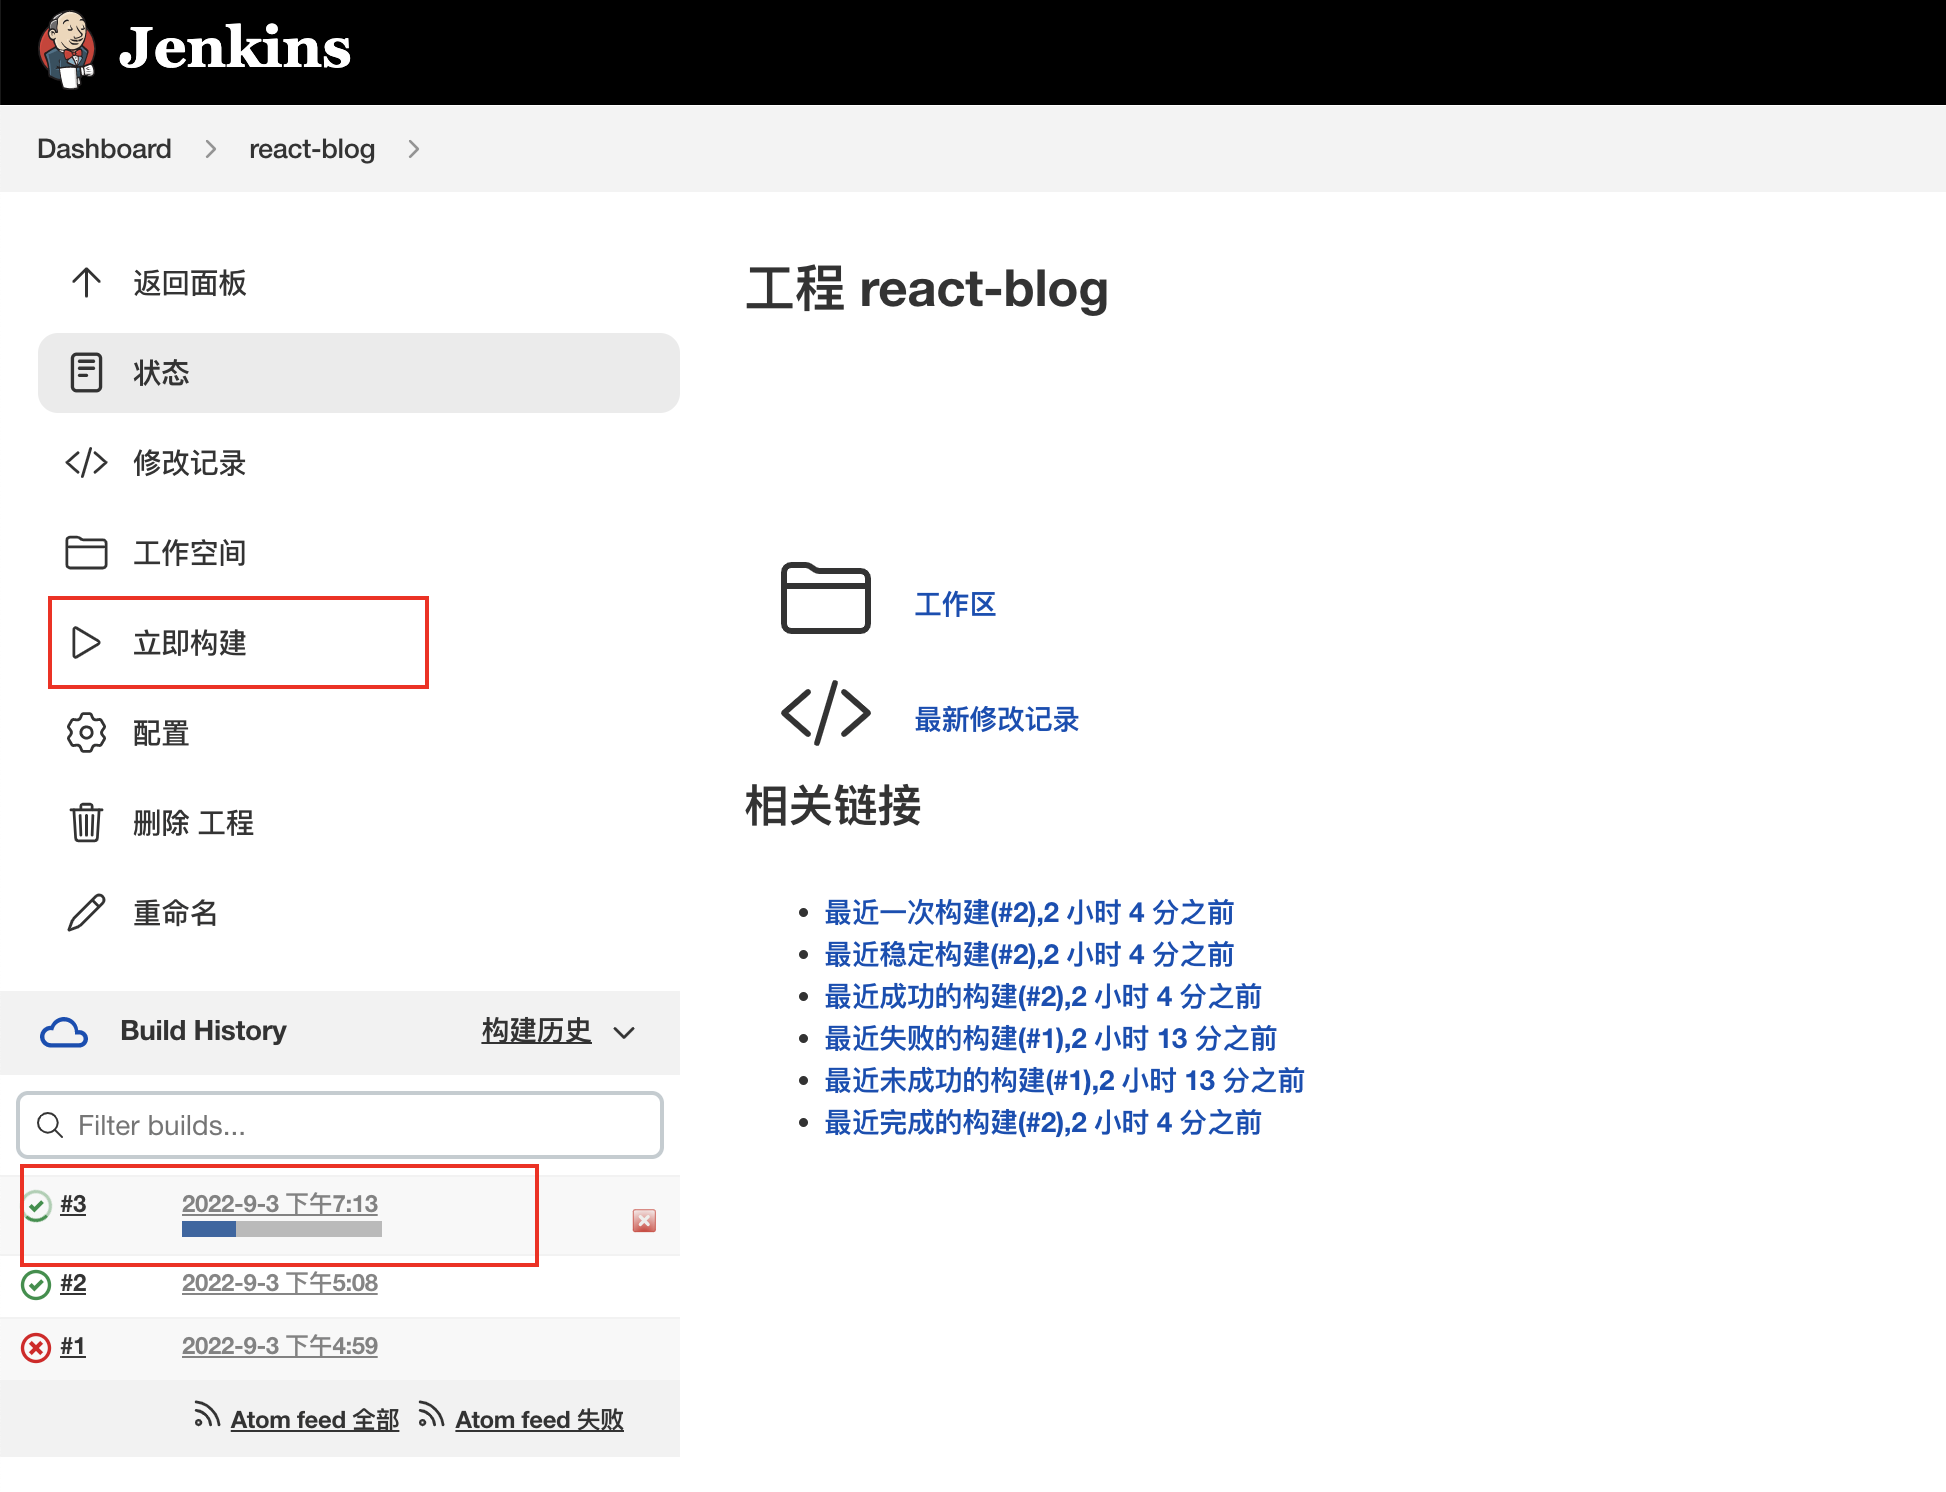 Jenkins
Dashboard
react-blog
返回面板
状态
修改记录
工作空间
立即构建
配置
删除 工程
重命名
Build History
构建历史
Filter builds...
#3
2022-9-3 下午7:13
#2
2022-9-3 下午5:08
#1
2022-9-3 下午4:59
Atom feed 全部
Atom feed 失败
工程 react-blog
工作区
最新修改记录
相关链接
最近一次构建(#2),2 小时 4 分之前
最近稳定构建(#2),2 小时 4 分之前
最近成功的构建(#2),2 小时 4 分之前
最近失败的构建(#1),2 小时 13 分之前
最近未成功的构建(#1),2 小时 13 分之前
最近完成的构建(#2),2 小时 4 分之前